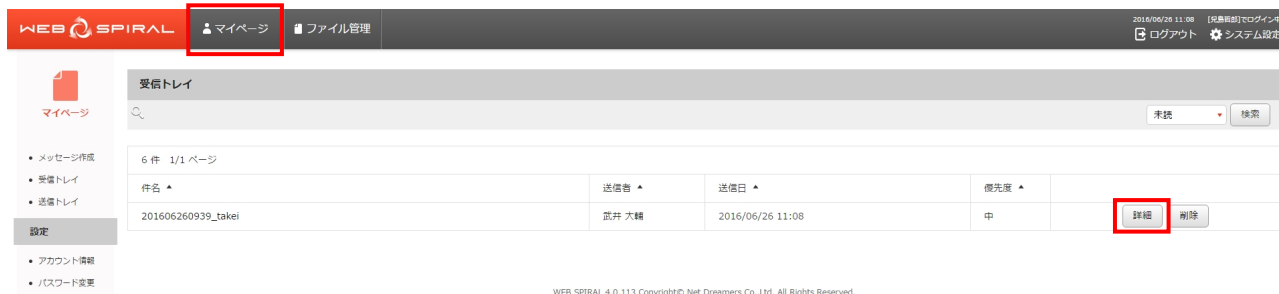 WEB SPIRAL マイページ ファイル管理
2016/06/26 11:08 [児島
ログアウト システム設定
受信トレイ
マイページ
未読 検索
メッセージ作成
6 件 1/1 ページ
受信トレイ
件名 ▲ 送信者 ▲ 送信日 ▲ 優先度 ▲
送信トレイ
201606260939_takei 武井 大輔 2016/06/26 11:08 中 詳細 削除
設定
アカウント情報
パスワード変更
WEB SPIRAL 4.0.113 Copyright© Net Dreamers Co. Ltd. All Rights Reserved.